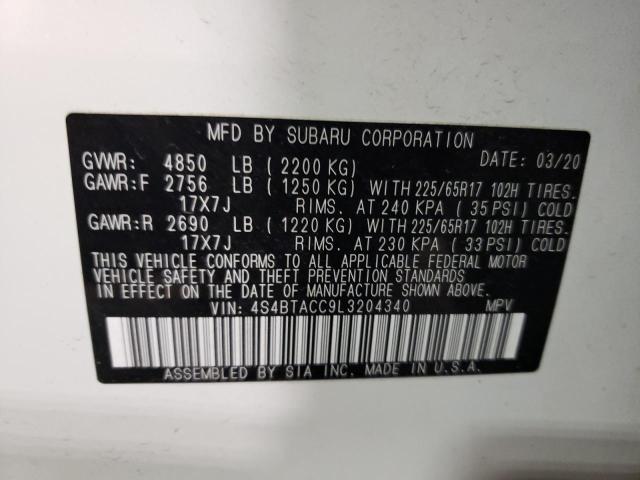 MFD BY SUBARU CORPORATION
GVWR: 4850 LB (2200 KG) DATE: 03/20
GAWR:F 2756 LB (1250 KG) WITH 225/65R17 102H TIRES.
17X7J RIMS. AT 240 KPA (35 PSI) COLD
GAWR:R 2690 LB (1220 KG) WITH 225/65R17 102H TIRES.
17X7J RIMS. AT 230 KPA (33 PSI) COLD
THIS VEHICLE CONFORMS TO ALL APPLICABLE FEDERAL MOTOR
VEHICLE SAFETY AND THEFT PREVENTION STANDARDS
IN EFFECT ON THE DATE OF MANUFACTURE SHOWN ABOVE.
VIN: 4S4BTACC9L3204340 MPV
ASSEMBLED BY SIA INC. MADE IN U.S.A.